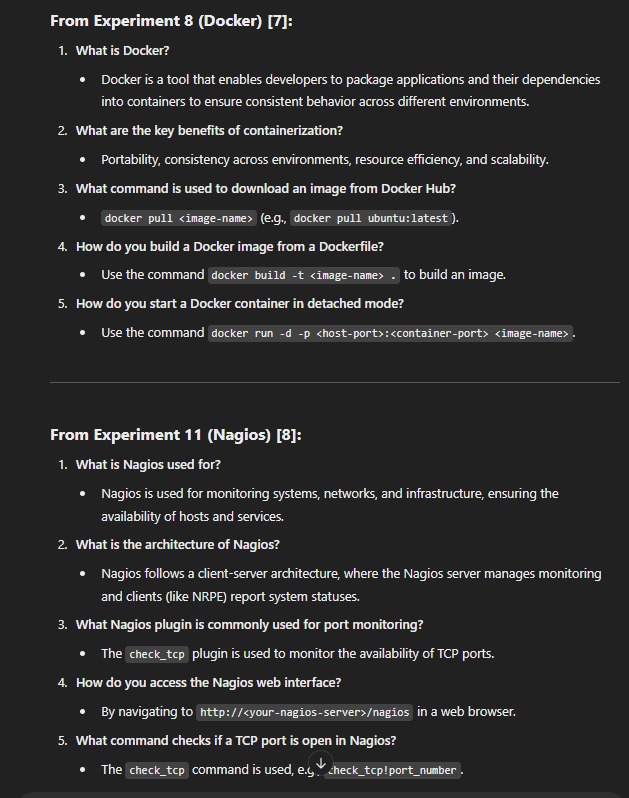 From Experiment 8 (Docker) [7]:
1. What is Docker?
• Docker is a tool that enables developers to package applications and their dependencies
into containers to ensure consistent behavior across different environments.
2. What are the key benefits of containerization?
• Portability, consistency across environments, resource efficiency, and scalability.
3. What command is used to download an image from Docker Hub?
• docker pull <image-name> (e.g., docker pull ubuntu:latest).
4. How do you build a Docker image from a Dockerfile?
• Use the command docker build -t <image-name> . to build an image.
5. How do you start a Docker container in detached mode?
• Use the command docker run -d -p <host-port>:<container-port> <image-name>.
From Experiment 11 (Nagios) [8]:
1. What is Nagios used for?
• Nagios is used for monitoring systems, networks, and infrastructure, ensuring the
availability of hosts and services.
2. What is the architecture of Nagios?
• Nagios follows a client-server architecture, where the Nagios server manages monitoring
and clients (like NRPE) report system statuses.
3. What Nagios plugin is commonly used for port monitoring?
• The check_tcp plugin is used to monitor the availability of TCP ports.
4. How do you access the Nagios web interface?
• By navigating to http://<your-nagios-server>/nagios in a web browser.
5. What command checks if a TCP port is open in Nagios?
• The check_tcp command is used, e.g., check_tcp!port_number.